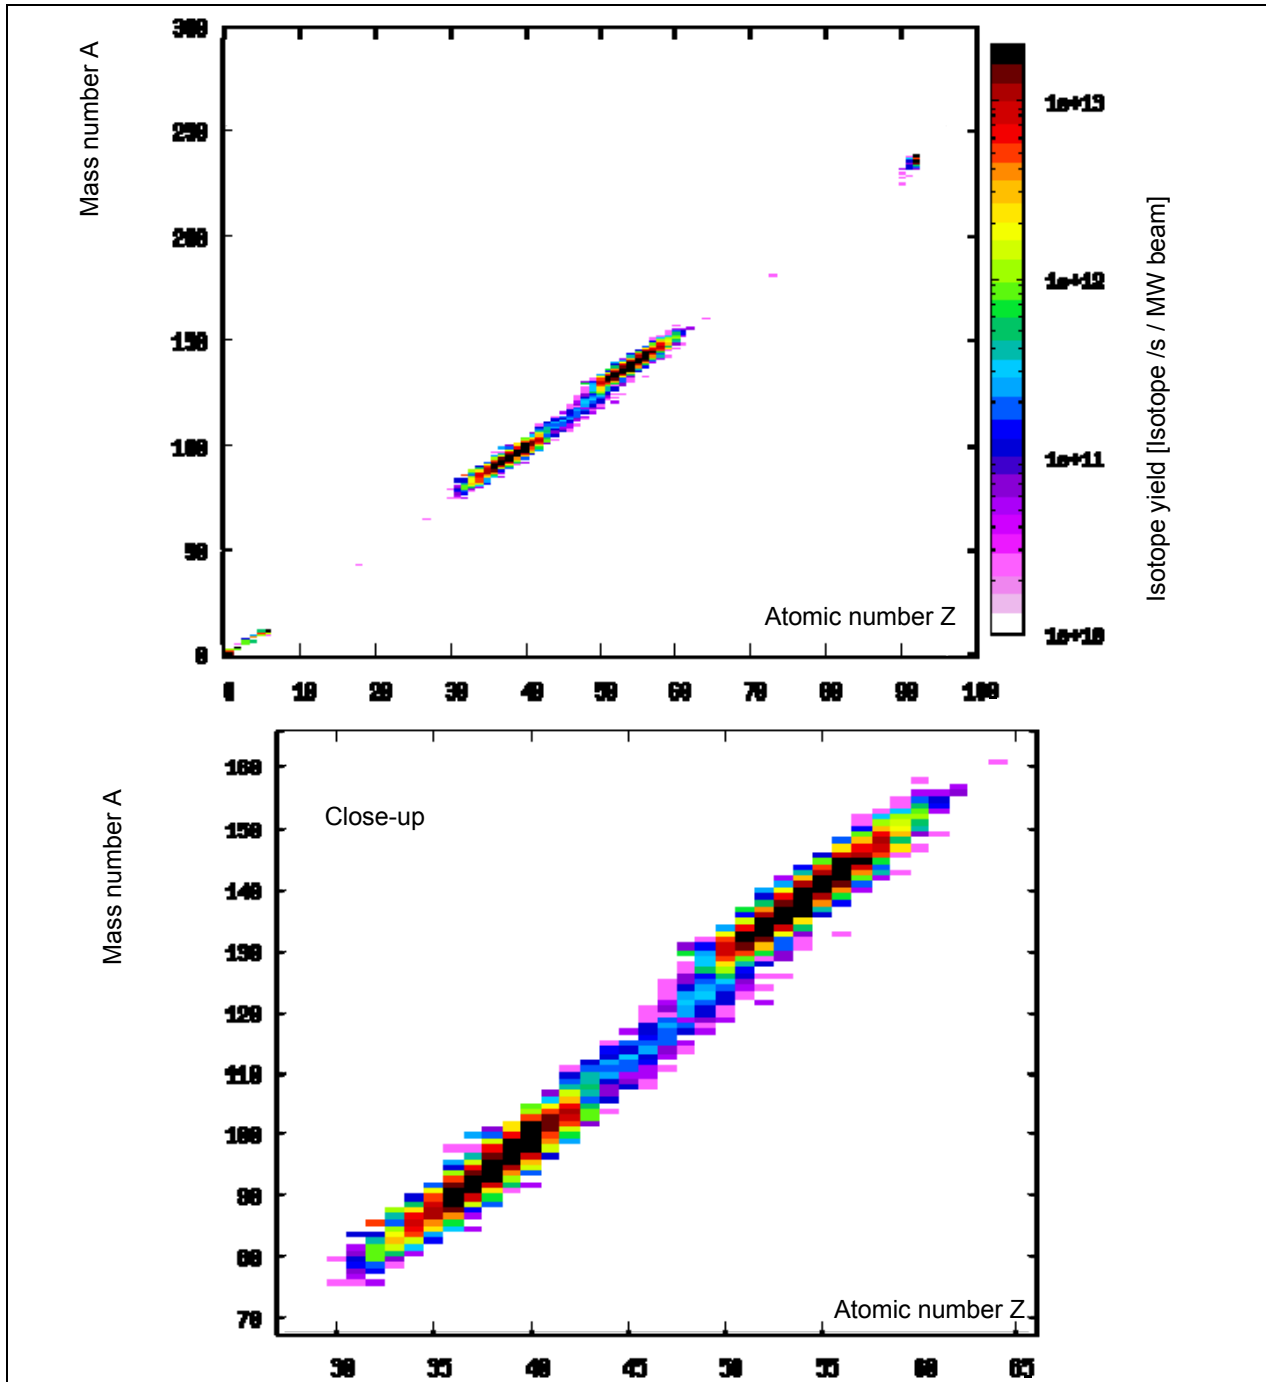 Mass number A
300
250
200
150
100
50
0
0 10 20 30 40 50 60 70 80 90 100
Atomic number Z
1e+13
1e+12
1e+11
1e+10
Isotope yield [Isotope /s / MW beam]
Close-up
Mass number A
160
150
140
130
120
110
100
90
80
70
30 35 40 45 50 55 60 65
Atomic number Z